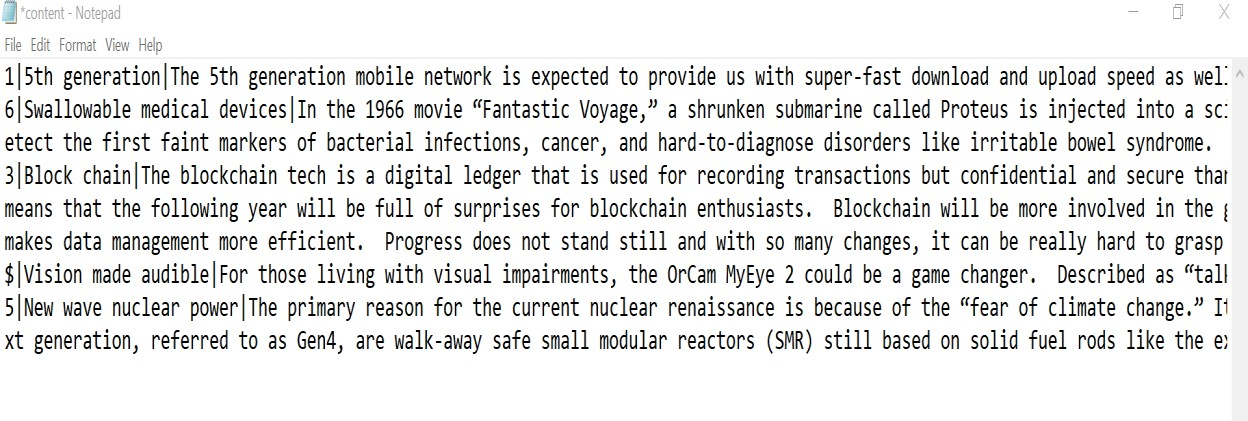 *content - Notepad
File Edit Format View Help
1|5th generation|The 5th generation mobile network is expected to provide us with super-fast download and upload speed as
6|Swallowable medical devices|In the 1966 movie “Fantastic Voyage,” a shrunken submarine called Proteus is injected into a
etect the first faint markers of bacterial infections, cancer, and hard-to-diagnose disorders like irritable bowel syndrome.
3|Block chain|The blockchain tech is a digital ledger that is used for recording transactions but confidential and secure
means that the following year will be full of surprises for blockchain enthusiasts.  Blockchain will be more involved in the
makes data management more efficient.  Progress does not stand still and with so many changes, it can be really hard to grasp
$|Vision made audible|For those living with visual impairments, the OrCam MyEye 2 could be a game changer.  Described as
5|New wave nuclear power|The primary reason for the current nuclear renaissance is because of the “fear of climate change.”
xt generation, referred to as Gen4, are walk-away safe small modular reactors (SMR) still based on solid fuel rods like the